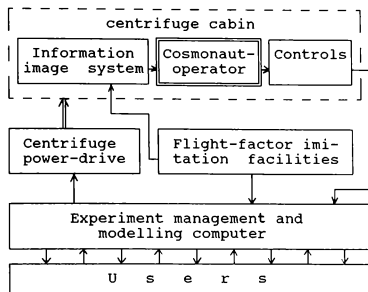 centrifuge cabin
Information
image system
Cosmonaut-
operator
Controls
Centrifuge
power-drive
Flight-factor imi-
tation facilities
Experiment management and
modelling computer
U s e r s